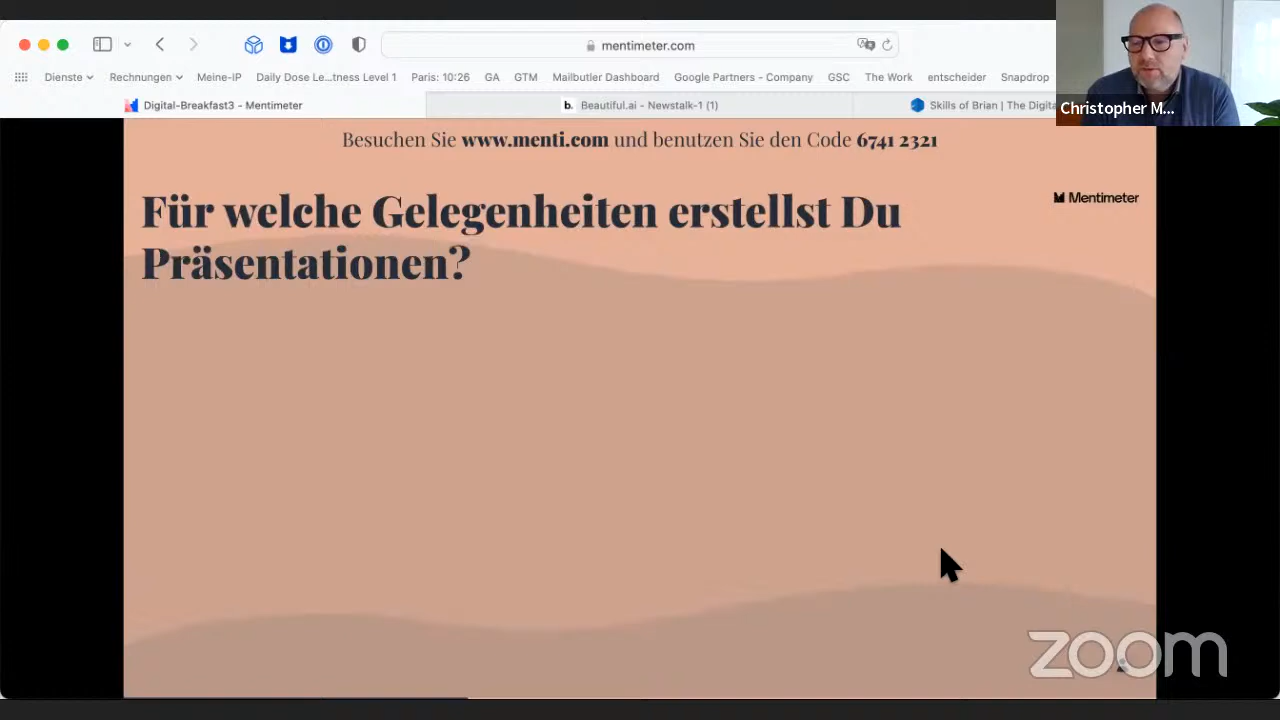 mentimeter.com
Dienste
Rechnungen
Meine-IP
Daily Dose Le...tness Level 1
Paris: 10:26
GA
GTM
Mailbutler Dashboard
Google Partners - Company
GSC
The Work
entscheider
Snapdrop
Digital-Breakfast3 - Mentimeter
b. Beautiful.ai - Newstalk-1 (1)
Skills of Brian | The Digita
Christopher M...
Besuchen Sie www.menti.com und benutzen Sie den Code 6741 2321
Mentimeter
Für welche Gelegenheiten erstellst Du
Präsentationen?
zoom